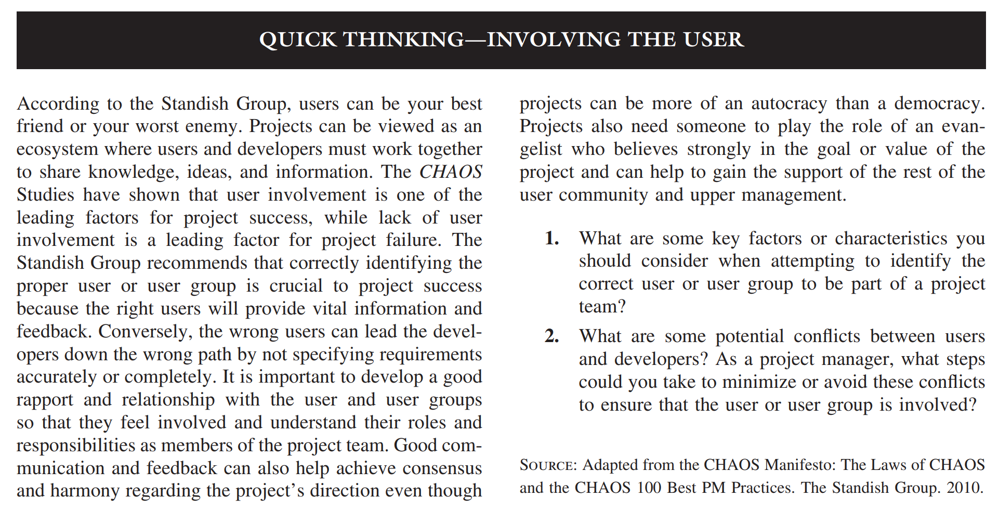 QUICK THINKING—INVOLVING THE USER
According to the Standish Group, users can be your best
friend or your worst enemy. Projects can be viewed as an
ecosystem where users and developers must work together
to share knowledge, ideas, and information. The CHAOS
Studies have shown that user involvement is one of the
leading factors for project success, while lack of user
involvement is a leading factor for project failure. The
Standish Group recommends that correctly identifying the
proper user or user group is crucial to project success
because the right users will provide vital information and
feedback. Conversely, the wrong users can lead the devel-
opers down the wrong path by not specifying requirements
accurately or completely. It is important to develop a good
rapport and relationship with the user and user groups
so that they feel involved and understand their roles and
responsibilities as members of the project team. Good com-
munication and feedback can also help achieve consensus
and harmony regarding the project's direction even though
projects can be more of an autocracy than a democracy.
Projects also need someone to play the role of an evan-
gelist who believes strongly in the goal or value of the
project and can help to gain the support of the rest of the
user community and upper management.
1. What are some key factors or characteristics you
should consider when attempting to identify the
correct user or user group to be part of a project
team?
2. What are some potential conflicts between users
and developers? As a project manager, what steps
could you take to minimize or avoid these conflicts
to ensure that the user or user group is involved?
SOURCE: Adapted from the CHAOS Manifesto: The Laws of CHAOS
and the CHAOS 100 Best PM Practices. The Standish Group. 2010.